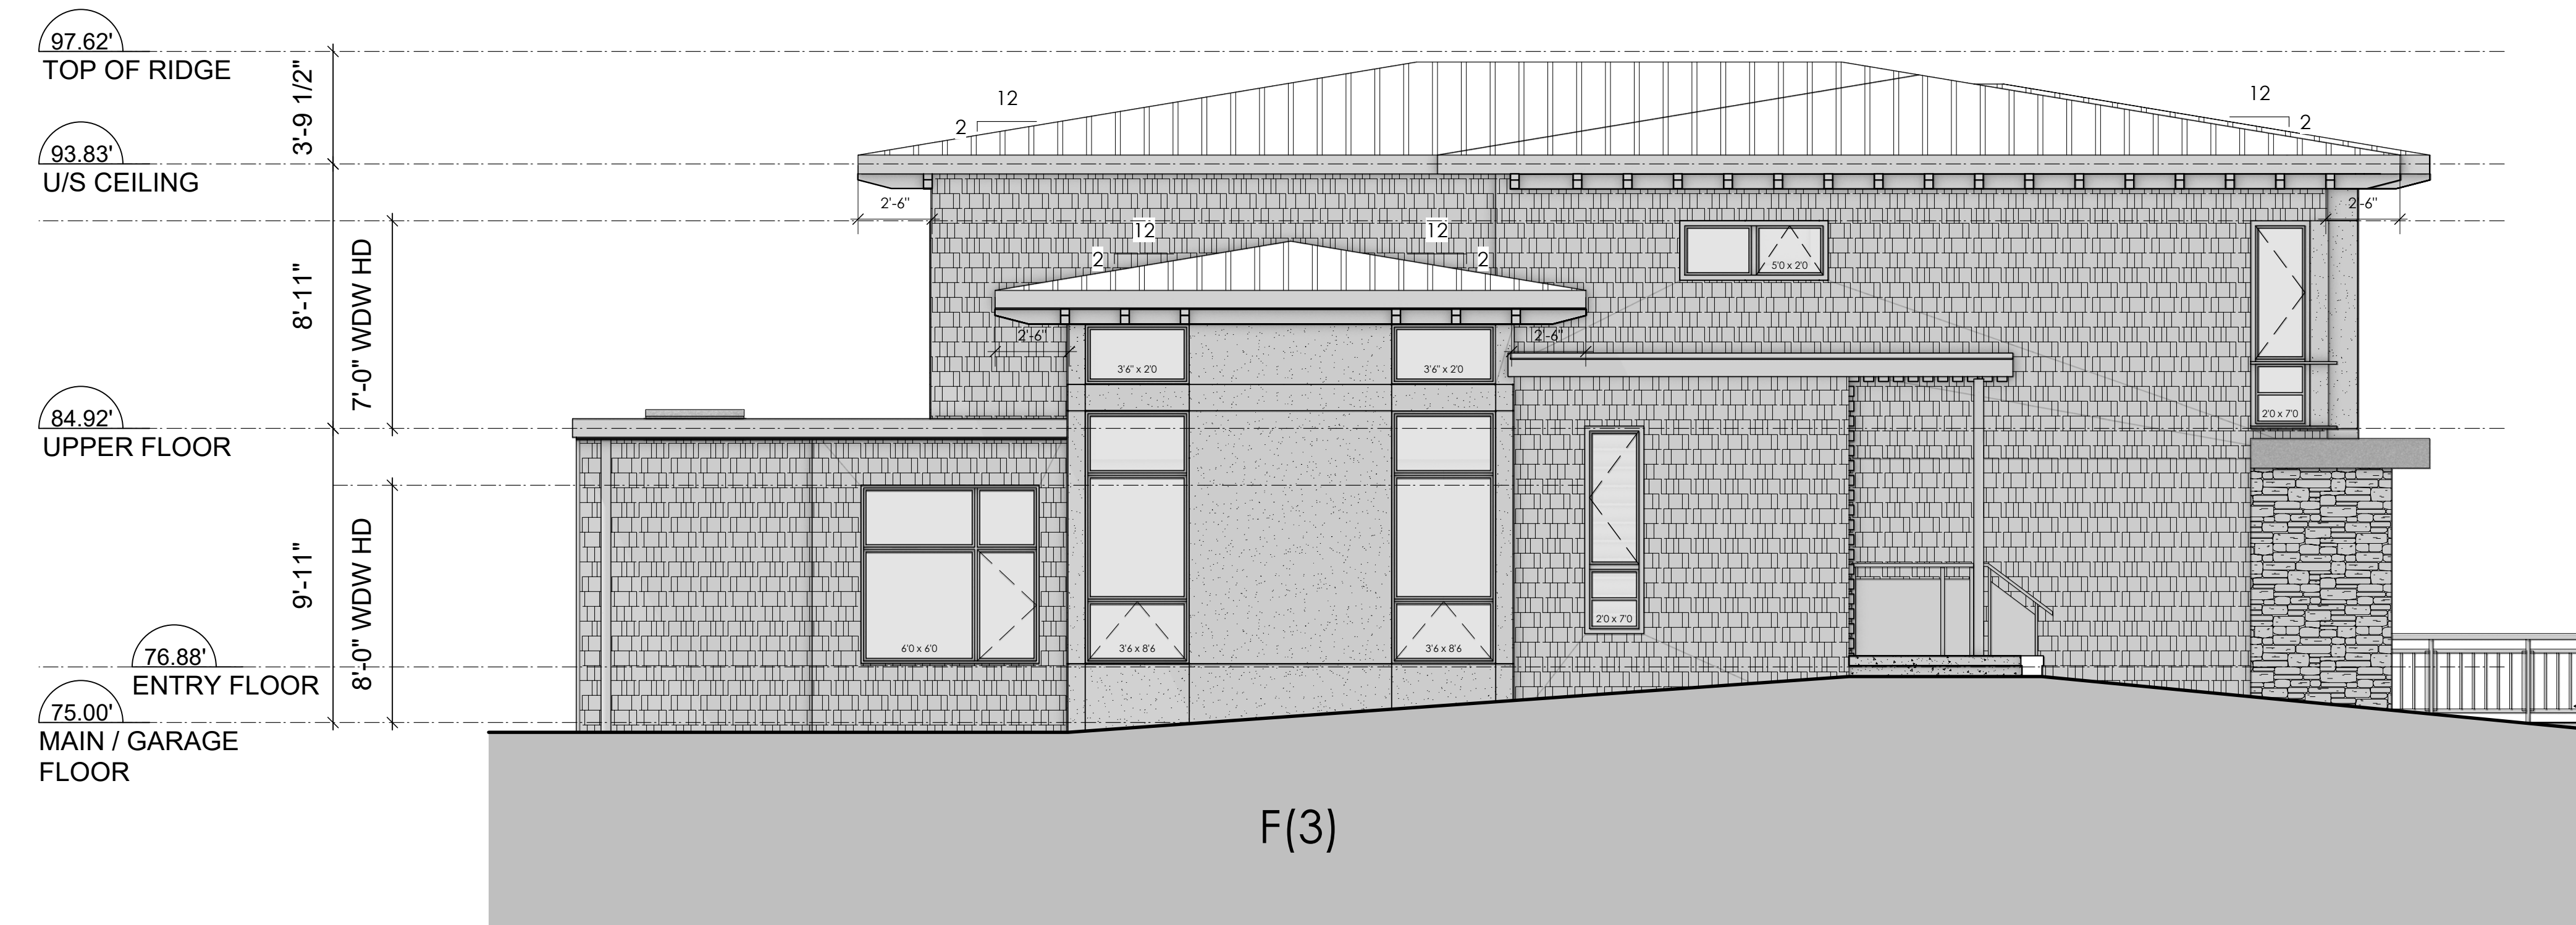 97.62'
TOP OF RIDGE
3'-9 1/2"
12
2
12
2
93.83'
U/S CEILING
2'-6"
2'-6"
12
12
2
2
5'0 x 2'0
8'-11"
7'-0" WDW HD
2'-6"
2'-6"
3'6" x 2'0
3'6" x 2'0
84.92'
UPPER FLOOR
2'0 x 7'0
9'-11"
8'-0" WDW HD
2'0 x 7'0
6'0 x 6'0
3'6 x 8'6
3'6 x 8'6
76.88'
ENTRY FLOOR
75.00'
MAIN / GARAGE
FLOOR
F(3)